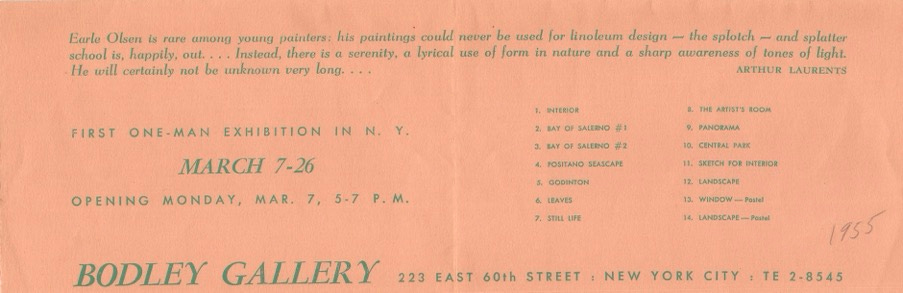 Earle Olsen is rare among young painters: his paintings could never be used for linoleum design — the splotch — and splatter
school is, happily, out. . . . Instead, there is a serenity, a lyrical use of form in nature and a sharp awareness of tones of light.
He will certainly not be unknown very long. . . .
ARTHUR LAURENTS
FIRST ONE-MAN EXHIBITION IN N. Y.
MARCH 7-26
OPENING MONDAY, MAR. 7, 5-7 P. M.
1. INTERIOR
2. BAY OF SALERNO #1
3. BAY OF SALERNO #2
4. POSITANO SEASCAPE
5. GODINTON
6. LEAVES
7. STILL LIFE
8. THE ARTIST'S ROOM
9. PANORAMA
10. CENTRAL PARK
11. SKETCH FOR INTERIOR
12. LANDSCAPE
13. WINDOW — Pastel
14. LANDSCAPE — Pastel
1955
BODLEY GALLERY 223 EAST 60th STREET : NEW YORK CITY : TE 2-8545